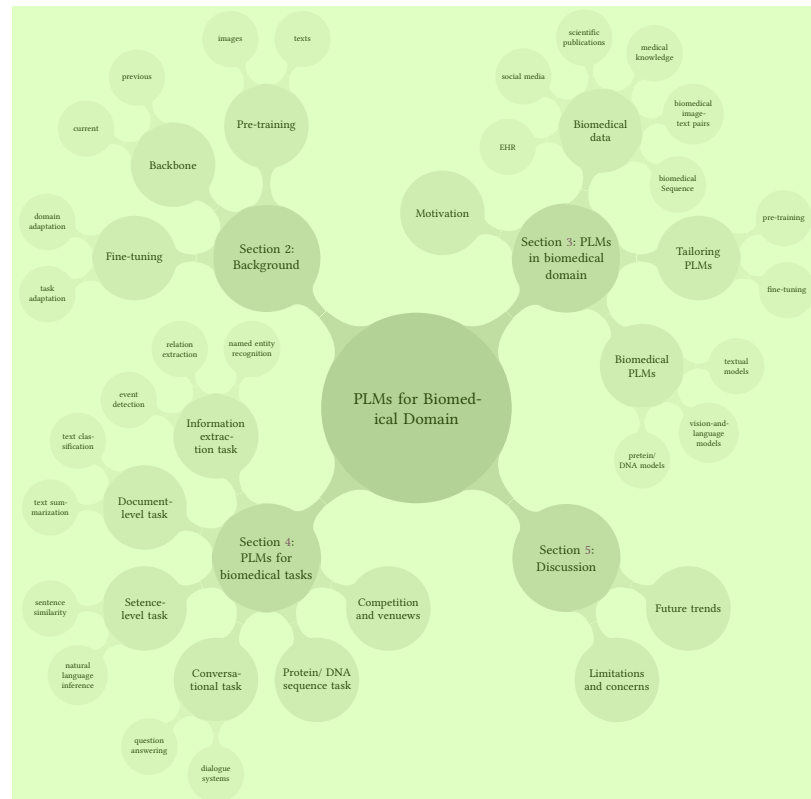 images
texts
previous
Pre-training
current
Backbone
domain
adaptation
Fine-tuning
task
adaptation
Section 2:
Background
scientific
publications
medical
knowledge
social media
biomedical
image-
text pairs
Biomedical
data
EHR
biomedical
Sequence
Motivation
Section 3: PLMs
in biomedical
domain
pre-training
Tailoring
PLMs
fine-tuning
Biomedical
PLMs
textual
models
vision-and-
language
models
pretein/
DNA models
PLMs for Biomed-
ical Domain
relation
extraction
named entity
recognition
event
detection
Information
extrac-
tion task
text clas-
sification
Document-
level task
text sum-
marization
Section 4:
PLMs for
biomedical tasks
sentence
similarity
Setence-
level task
natural
language
inference
Conversa-
tional task
question
answering
dialogue
systems
Protein/ DNA
sequence task
Competition
and venuews
Section 5:
Discussion
Future trends
Limitations
and concerns